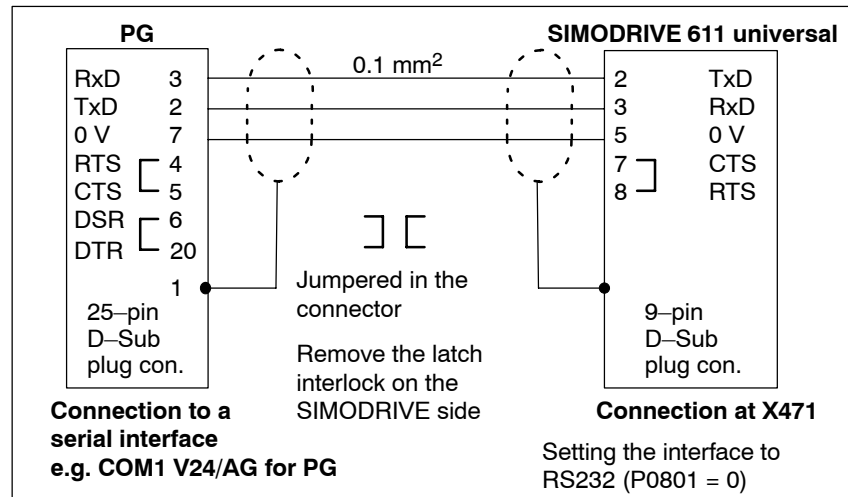 PG
SIMODRIVE 611 universal
0.1 mm²
RxD 3
TxD 2
0 V 7
RTS 4
CTS 5
DSR 6
DTR 20
1
25–pin
D–Sub
plug con.
2 TxD
3 RxD
5 0 V
7 CTS
8 RTS
9–pin
D–Sub
plug con.
Jumpered in the
connector
Remove the latch
interlock on the
SIMODRIVE side
Connection to a
serial interface
e.g. COM1 V24/AG for PG
Connection at X471
Setting the interface to
RS232 (P0801 = 0)